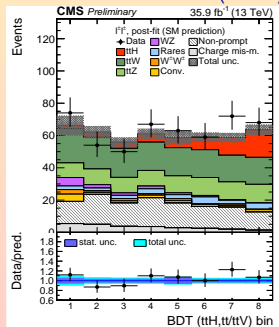 CMS Preliminary 35.9 fb⁻¹ (13 TeV)
l±l±, post-fit (SM prediction)
Data WZ Non-prompt
ttH Rares Charge mis-m.
ttW W±W± Total unc.
ttZ Conv.
Events
120
100
80
60
40
20
0
stat. unc. total unc.
Data/pred.
1.8
1.6
1.4
1.2
1.0
0.8
0.6
1 2 3 4 5 6 7 8
BDT (ttH,tt/ttV) bin